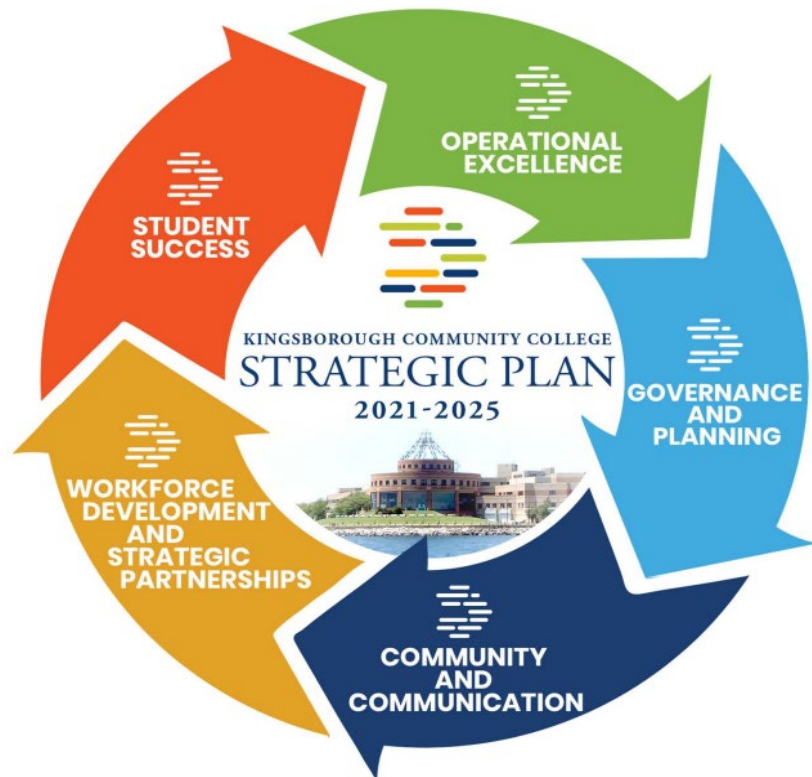 OPERATIONAL
EXCELLENCE
STUDENT
SUCCESS
KINGSBOROUGH COMMUNITY COLLEGE
STRATEGIC PLAN
2021-2025
GOVERNANCE
AND
PLANNING
WORKFORCE
DEVELOPMENT
AND
STRATEGIC
PARTNERSHIPS
COMMUNITY
AND
COMMUNICATION